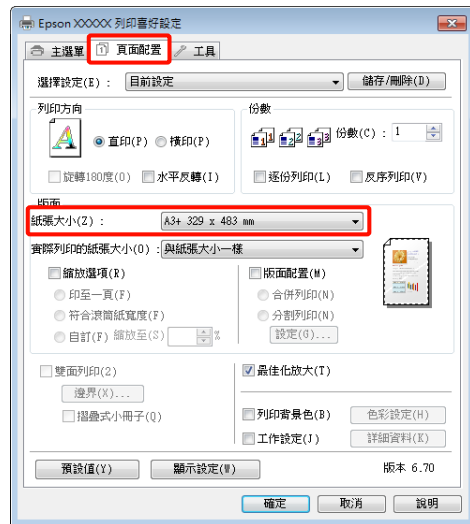 Epson XXXXX 列印喜好設定
主選單 頁面配置 工具
選擇設定(E): 目前設定 儲存/刪除(D)
列印方向 份數
直印(P) 橫印(P) 份數(C): 1
旋轉180度(O) 水平反轉(I) 逐份列印(L) 反序列印(V)
版面
紙張大小(Z): A3+ 329 x 483 mm
實際列印的紙張大小(O): 與紙張大小一樣
縮放選項(R) 版面配置(M)
印至一頁(F) 合併列印(N)
符合滾筒紙寬度(F) 分割列印(N)
自訂(F) 縮放至(S) % 設定(G)...
雙面列印(2) 最佳化放大(T)
邊界(X)...
摺疊式小冊子(Q) 列印背景色(B) 色彩設定(H)
工作設定(J) 詳細資料(K)
預設值(Y) 顯示設定(W) 版本 6.70
確定 取消 說明